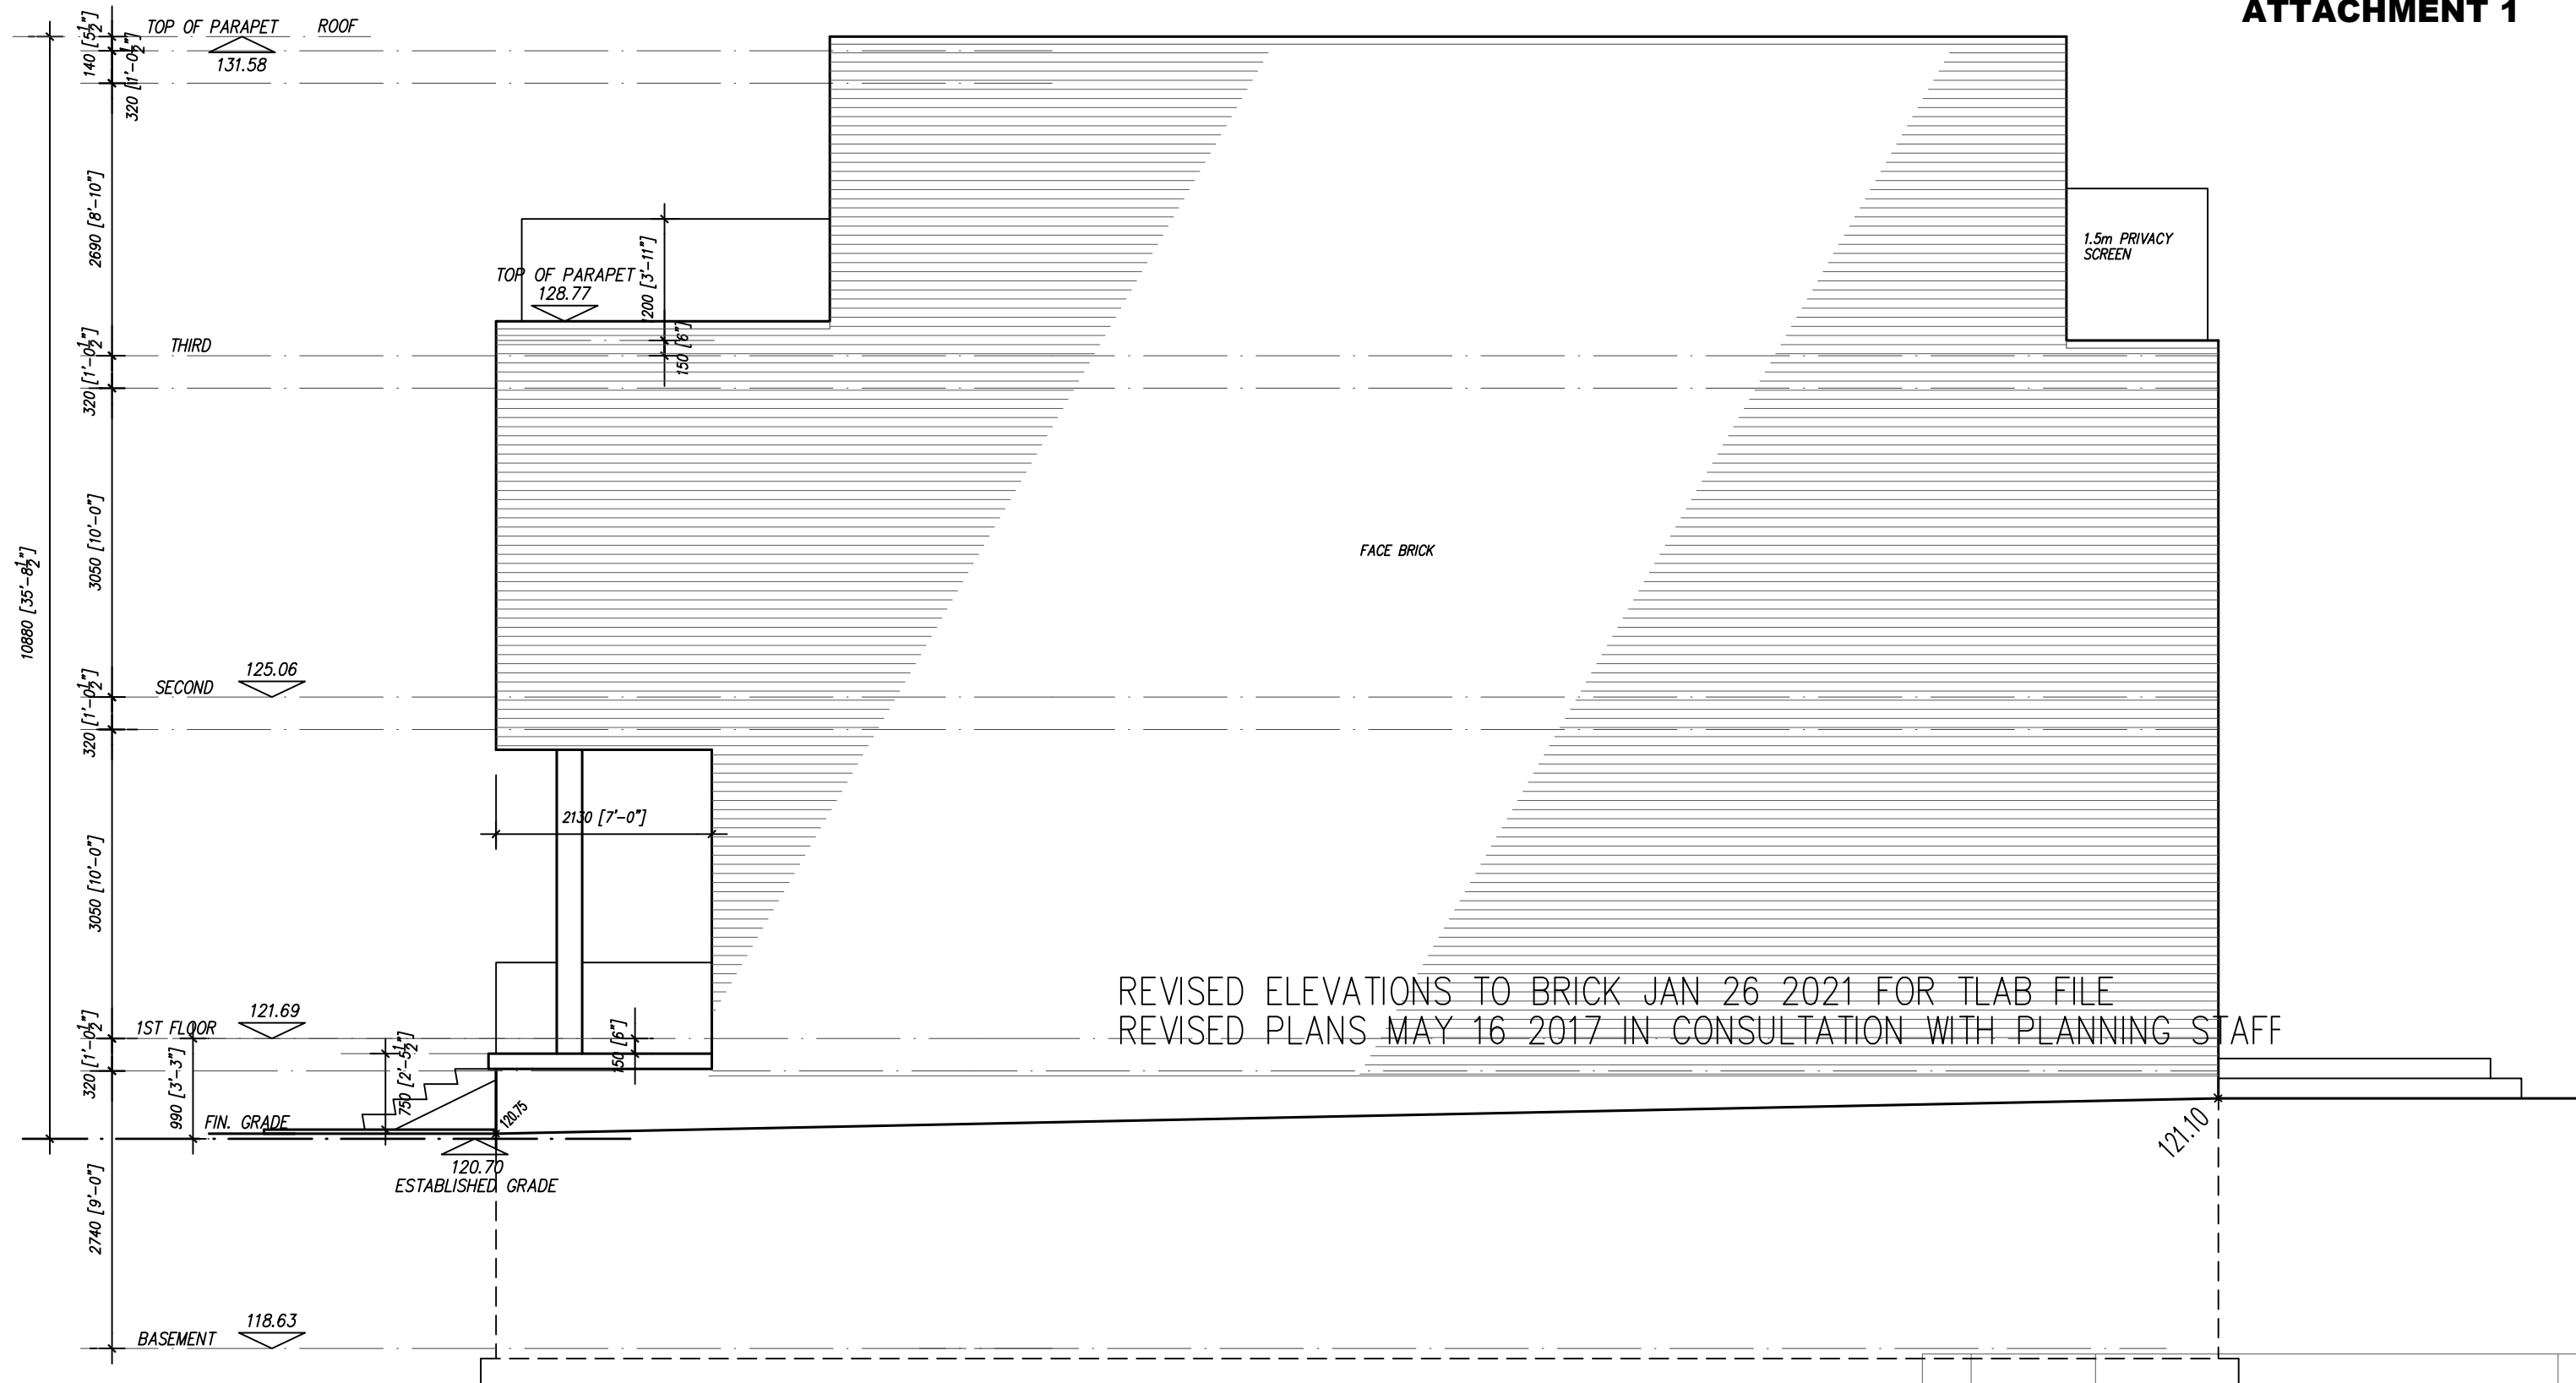 ATTACHMENT 1
TOP OF PARAPET ROOF
131.58
140 [5½"]
320 [1'-0½"]
2690 [8'-10"]
1.5m PRIVACY
SCREEN
TOP OF PARAPET
128.77
1200 [3'-11"]
150 [6"]
THIRD
320 [1'-0½"]
3050 [10'-0"]
FACE BRICK
10880 [35'-8½"]
125.06
SECOND
320 [1'-0½"]
2130 [7'-0"]
3050 [10'-0"]
REVISED ELEVATIONS TO BRICK JAN 26 2021 FOR TLAB FILE
REVISED PLANS MAY 16 2017 IN CONSULTATION WITH PLANNING STAFF
121.69
1ST FLOOR
320 [1'-0½"]
990 [3'-3"]
750 [2'-5½"]
150 [6"]
FIN. GRADE
120.75
121.10
120.70
ESTABLISHED GRADE
2740 [9'-0"]
118.63
BASEMENT